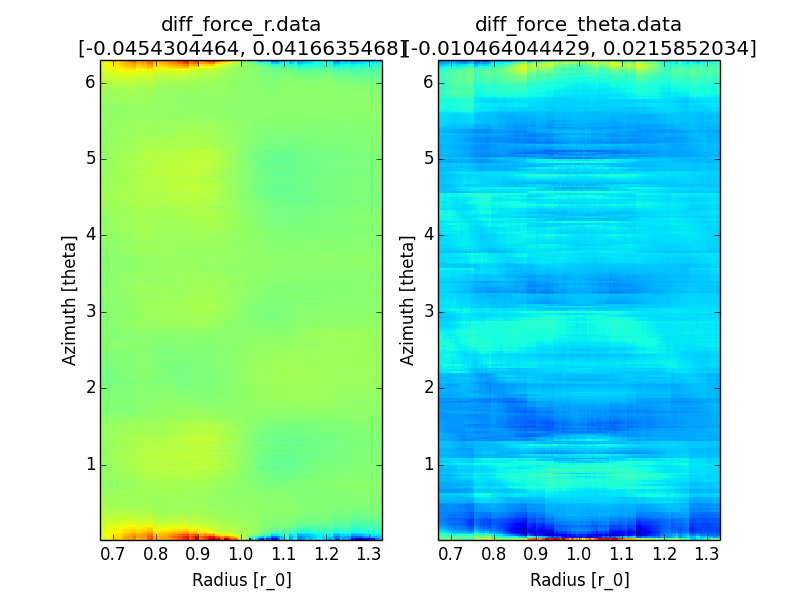 diff_force_r.data
[-0.0454304464, 0.0416635468]
diff_force_theta.data
[-0.010464044429, 0.0215852034]
6
5
4
3
2
1
Azimuth [theta]
0.7 0.8 0.9 1.0 1.1 1.2 1.3
Radius [r_0]
6
5
4
3
2
1
Azimuth [theta]
0.7 0.8 0.9 1.0 1.1 1.2 1.3
Radius [r_0]